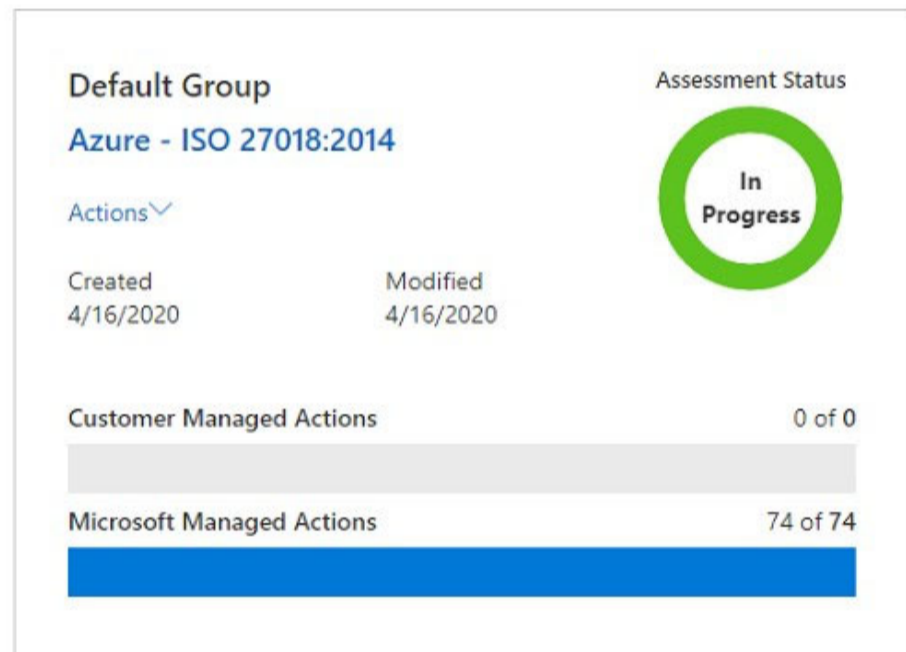 Default Group
Assessment Status
Azure - ISO 27018:2014
In
Progress
Actions
Created
Modified
4/16/2020
4/16/2020
Customer Managed Actions
0 of 0
Microsoft Managed Actions
74 of 74